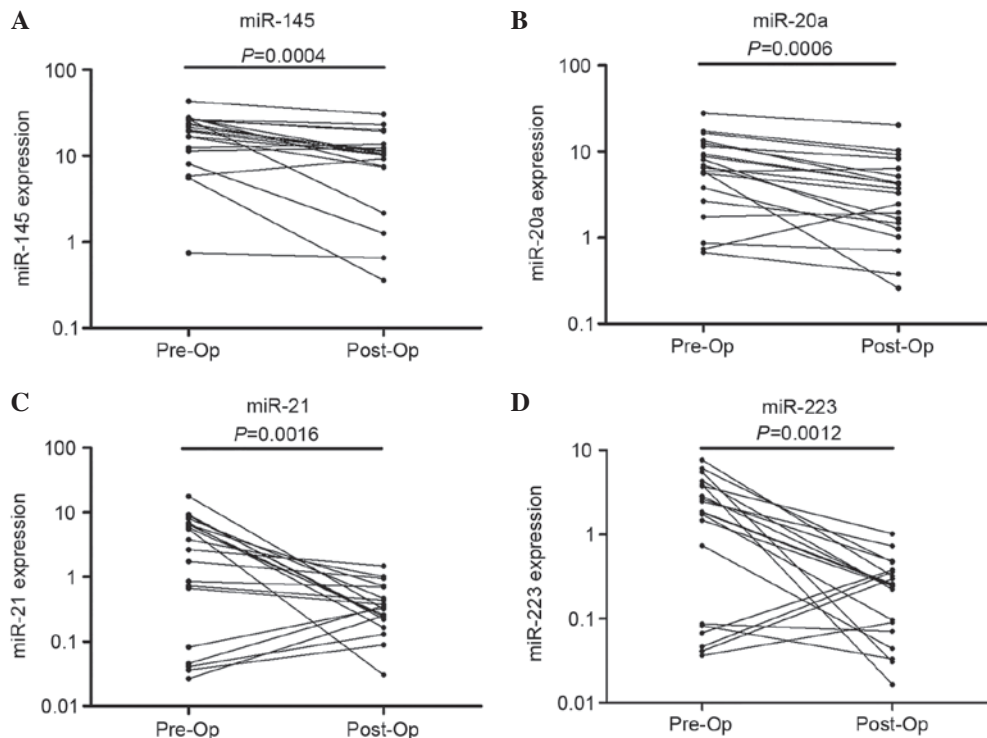 A
miR-145
P=0.0004
100
10
1
0.1
miR-145 expression
Pre-Op
Post-Op
B
miR-20a
P=0.0006
100
10
1
0.1
miR-20a expression
Pre-Op
Post-Op
C
miR-21
P=0.0016
100
10
1
0.1
0.01
miR-21 expression
Pre-Op
Post-Op
D
miR-223
P=0.0012
10
1
0.1
0.01
miR-223 expression
Pre-Op
Post-Op